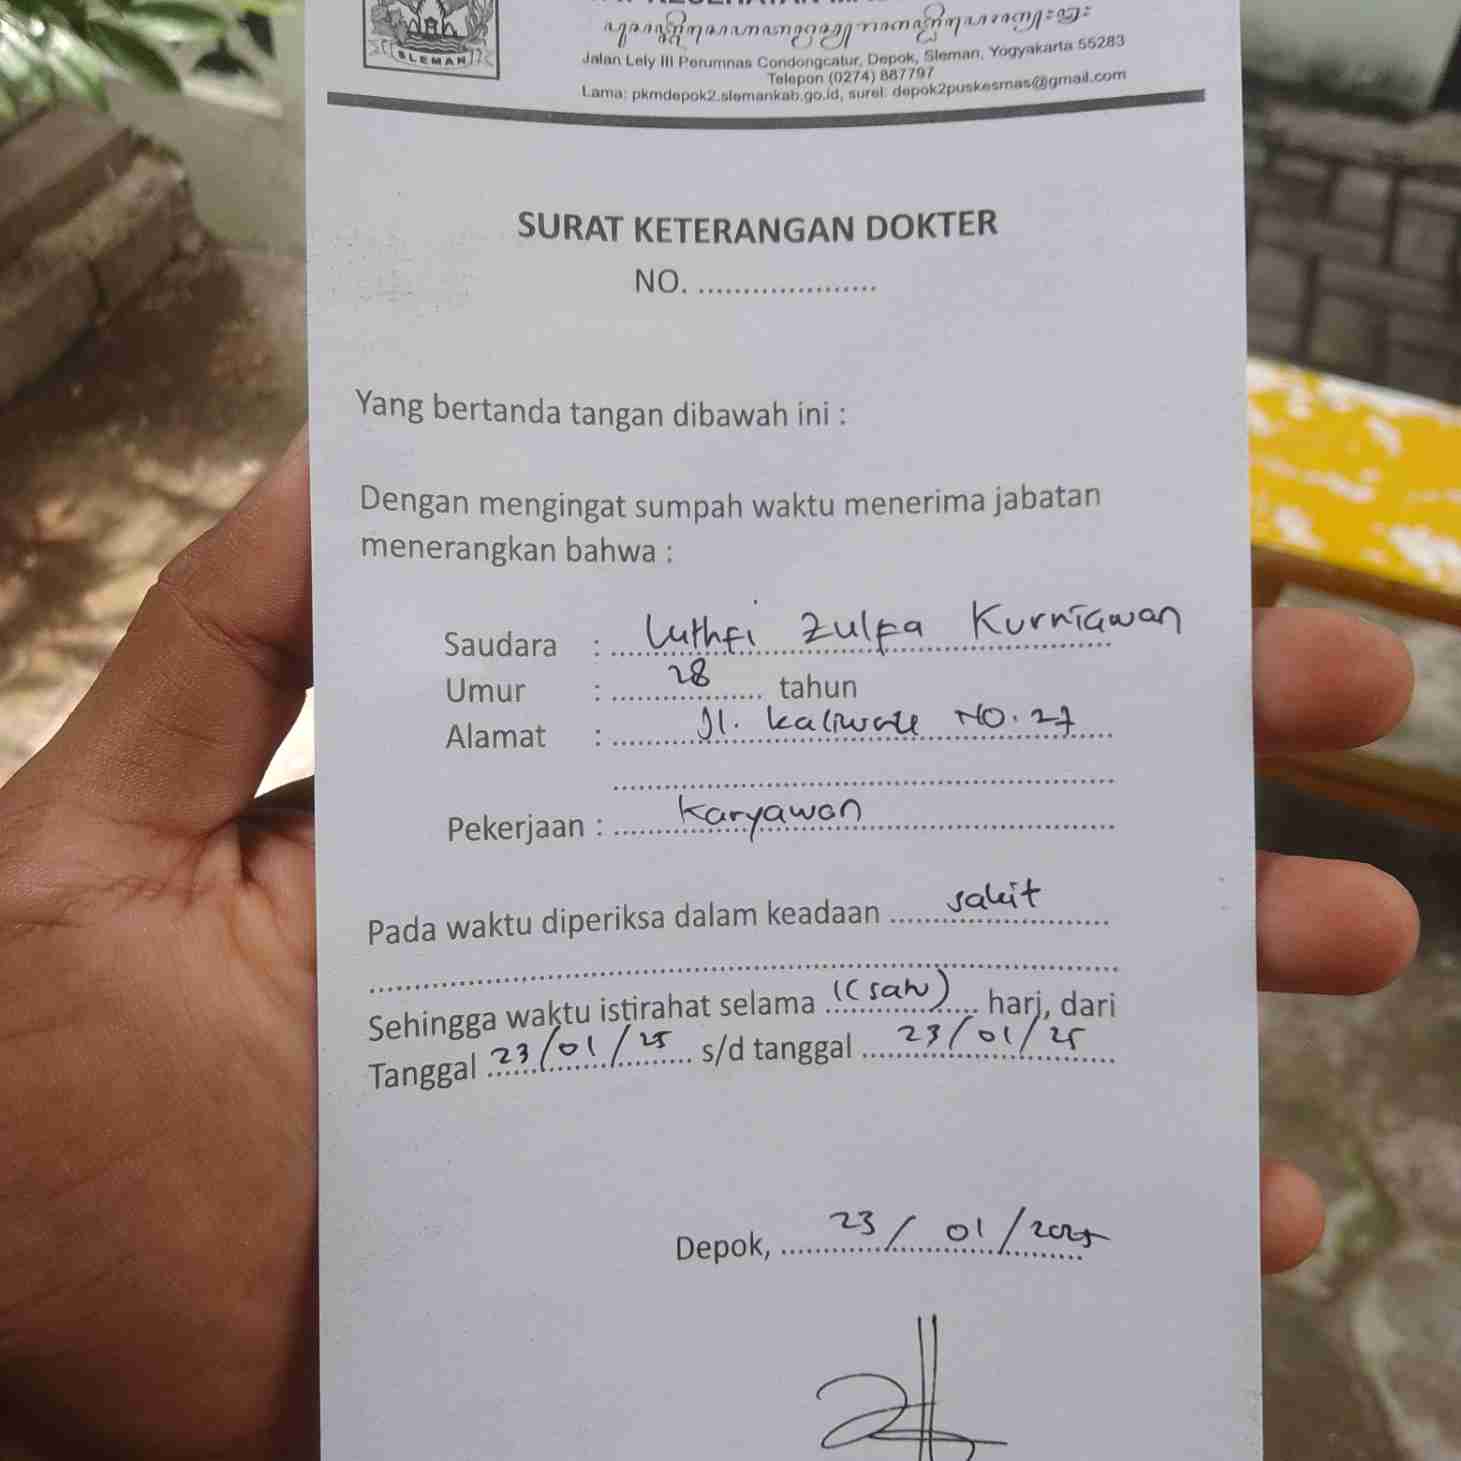 SLEMAN
Jalan Lely III Perumnas Condongcatur, Depok, Sleman, Yogyakarta 55283
Telepon (0274) 887797
Lama: pkmdepok2.slemankab.go.id, surel: depok2puskesmas@gmail.com
SURAT KETERANGAN DOKTER
NO. ....................
Yang bertanda tangan dibawah ini :
Dengan mengingat sumpah waktu menerima jabatan
menerangkan bahwa :
Saudara : Luthfi Zulfa Kurniawan
Umur : 28 tahun
Alamat : Jl. NO. 27
Pekerjaan : Karyawan
Pada waktu diperiksa dalam keadaan sakit
Sehingga waktu istirahat selama 1 (satu) hari, dari
Tanggal 23/01/25 s/d tanggal 23/01/25
Depok, 23/01/2025